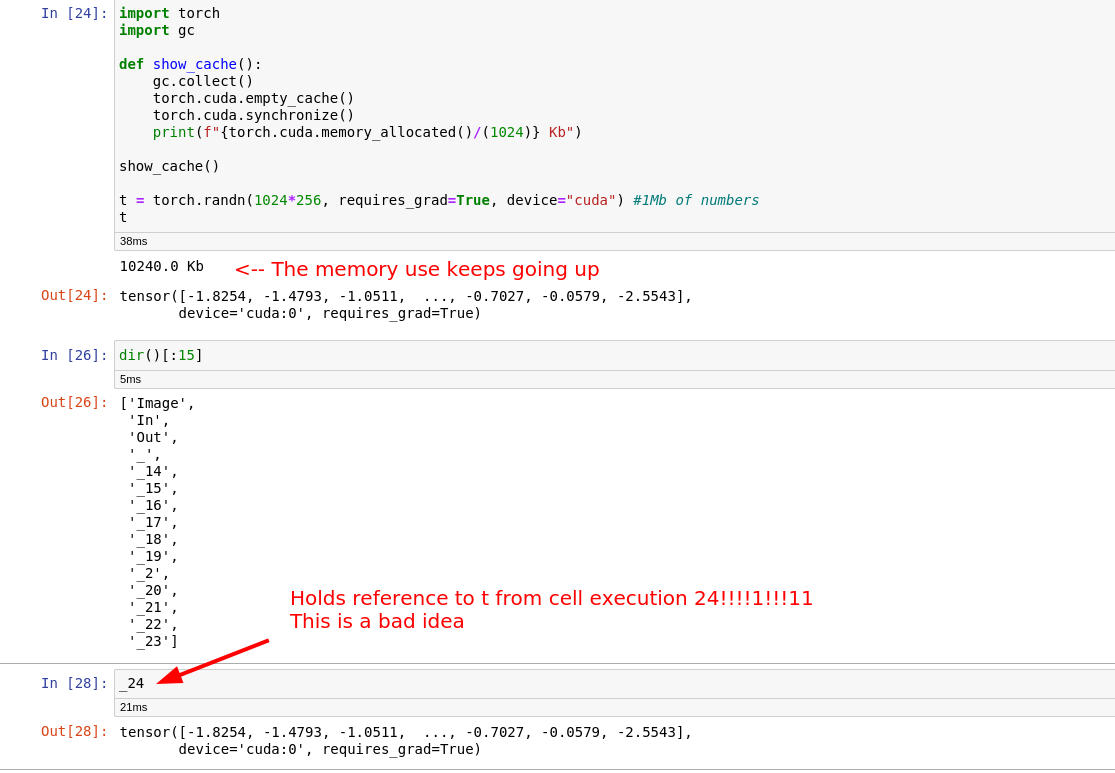 In [24]: import torch
import gc

def show_cache():
    gc.collect()
    torch.cuda.empty_cache()
    torch.cuda.synchronize()
    print(f"{torch.cuda.memory_allocated()/(1024)} Kb")

show_cache()

t = torch.randn(1024*256, requires_grad=True, device="cuda") #1Mb of numbers
t
38ms
10240.0 Kb <-- The memory use keeps going up
Out[24]: tensor([-1.8254, -1.4793, -1.0511,  ..., -0.7027, -0.0579, -2.5543],
       device='cuda:0', requires_grad=True)
In [26]: dir()[:15]
5ms
Out[26]: ['Image',
 'In',
 'Out',
 '_',
 '_14',
 '_15',
 '_16',
 '_17',
 '_18',
 '_19',
 '_2',
 '_20',
 '_21',
 '_22',
 '_23']
Holds reference to t from cell execution 24!!!!1!!!11
This is a bad idea
In [28]: _24
21ms
Out[28]: tensor([-1.8254, -1.4793, -1.0511,  ..., -0.7027, -0.0579, -2.5543],
       device='cuda:0', requires_grad=True)